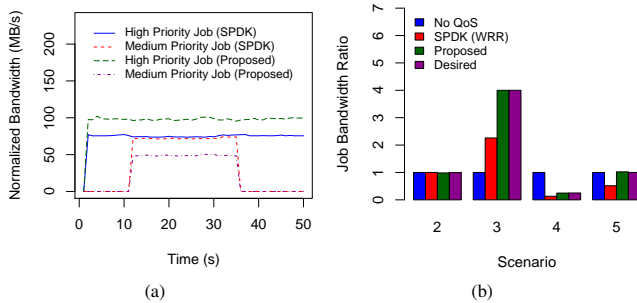 Normalized Bandwidth (MB/s)
0 50 100 150 200
High Priority Job (SPDK)
Medium Priority Job (SPDK)
High Priority Job (Proposed)
Medium Priority Job (Proposed)
0 10 20 30 40 50
Time (s)
(a)
Job Bandwidth Ratio
0 1 2 3 4 5 6 7
No QoS
SPDK (WRR)
Proposed
Desired
2 3 4 5
Scenario
(b)